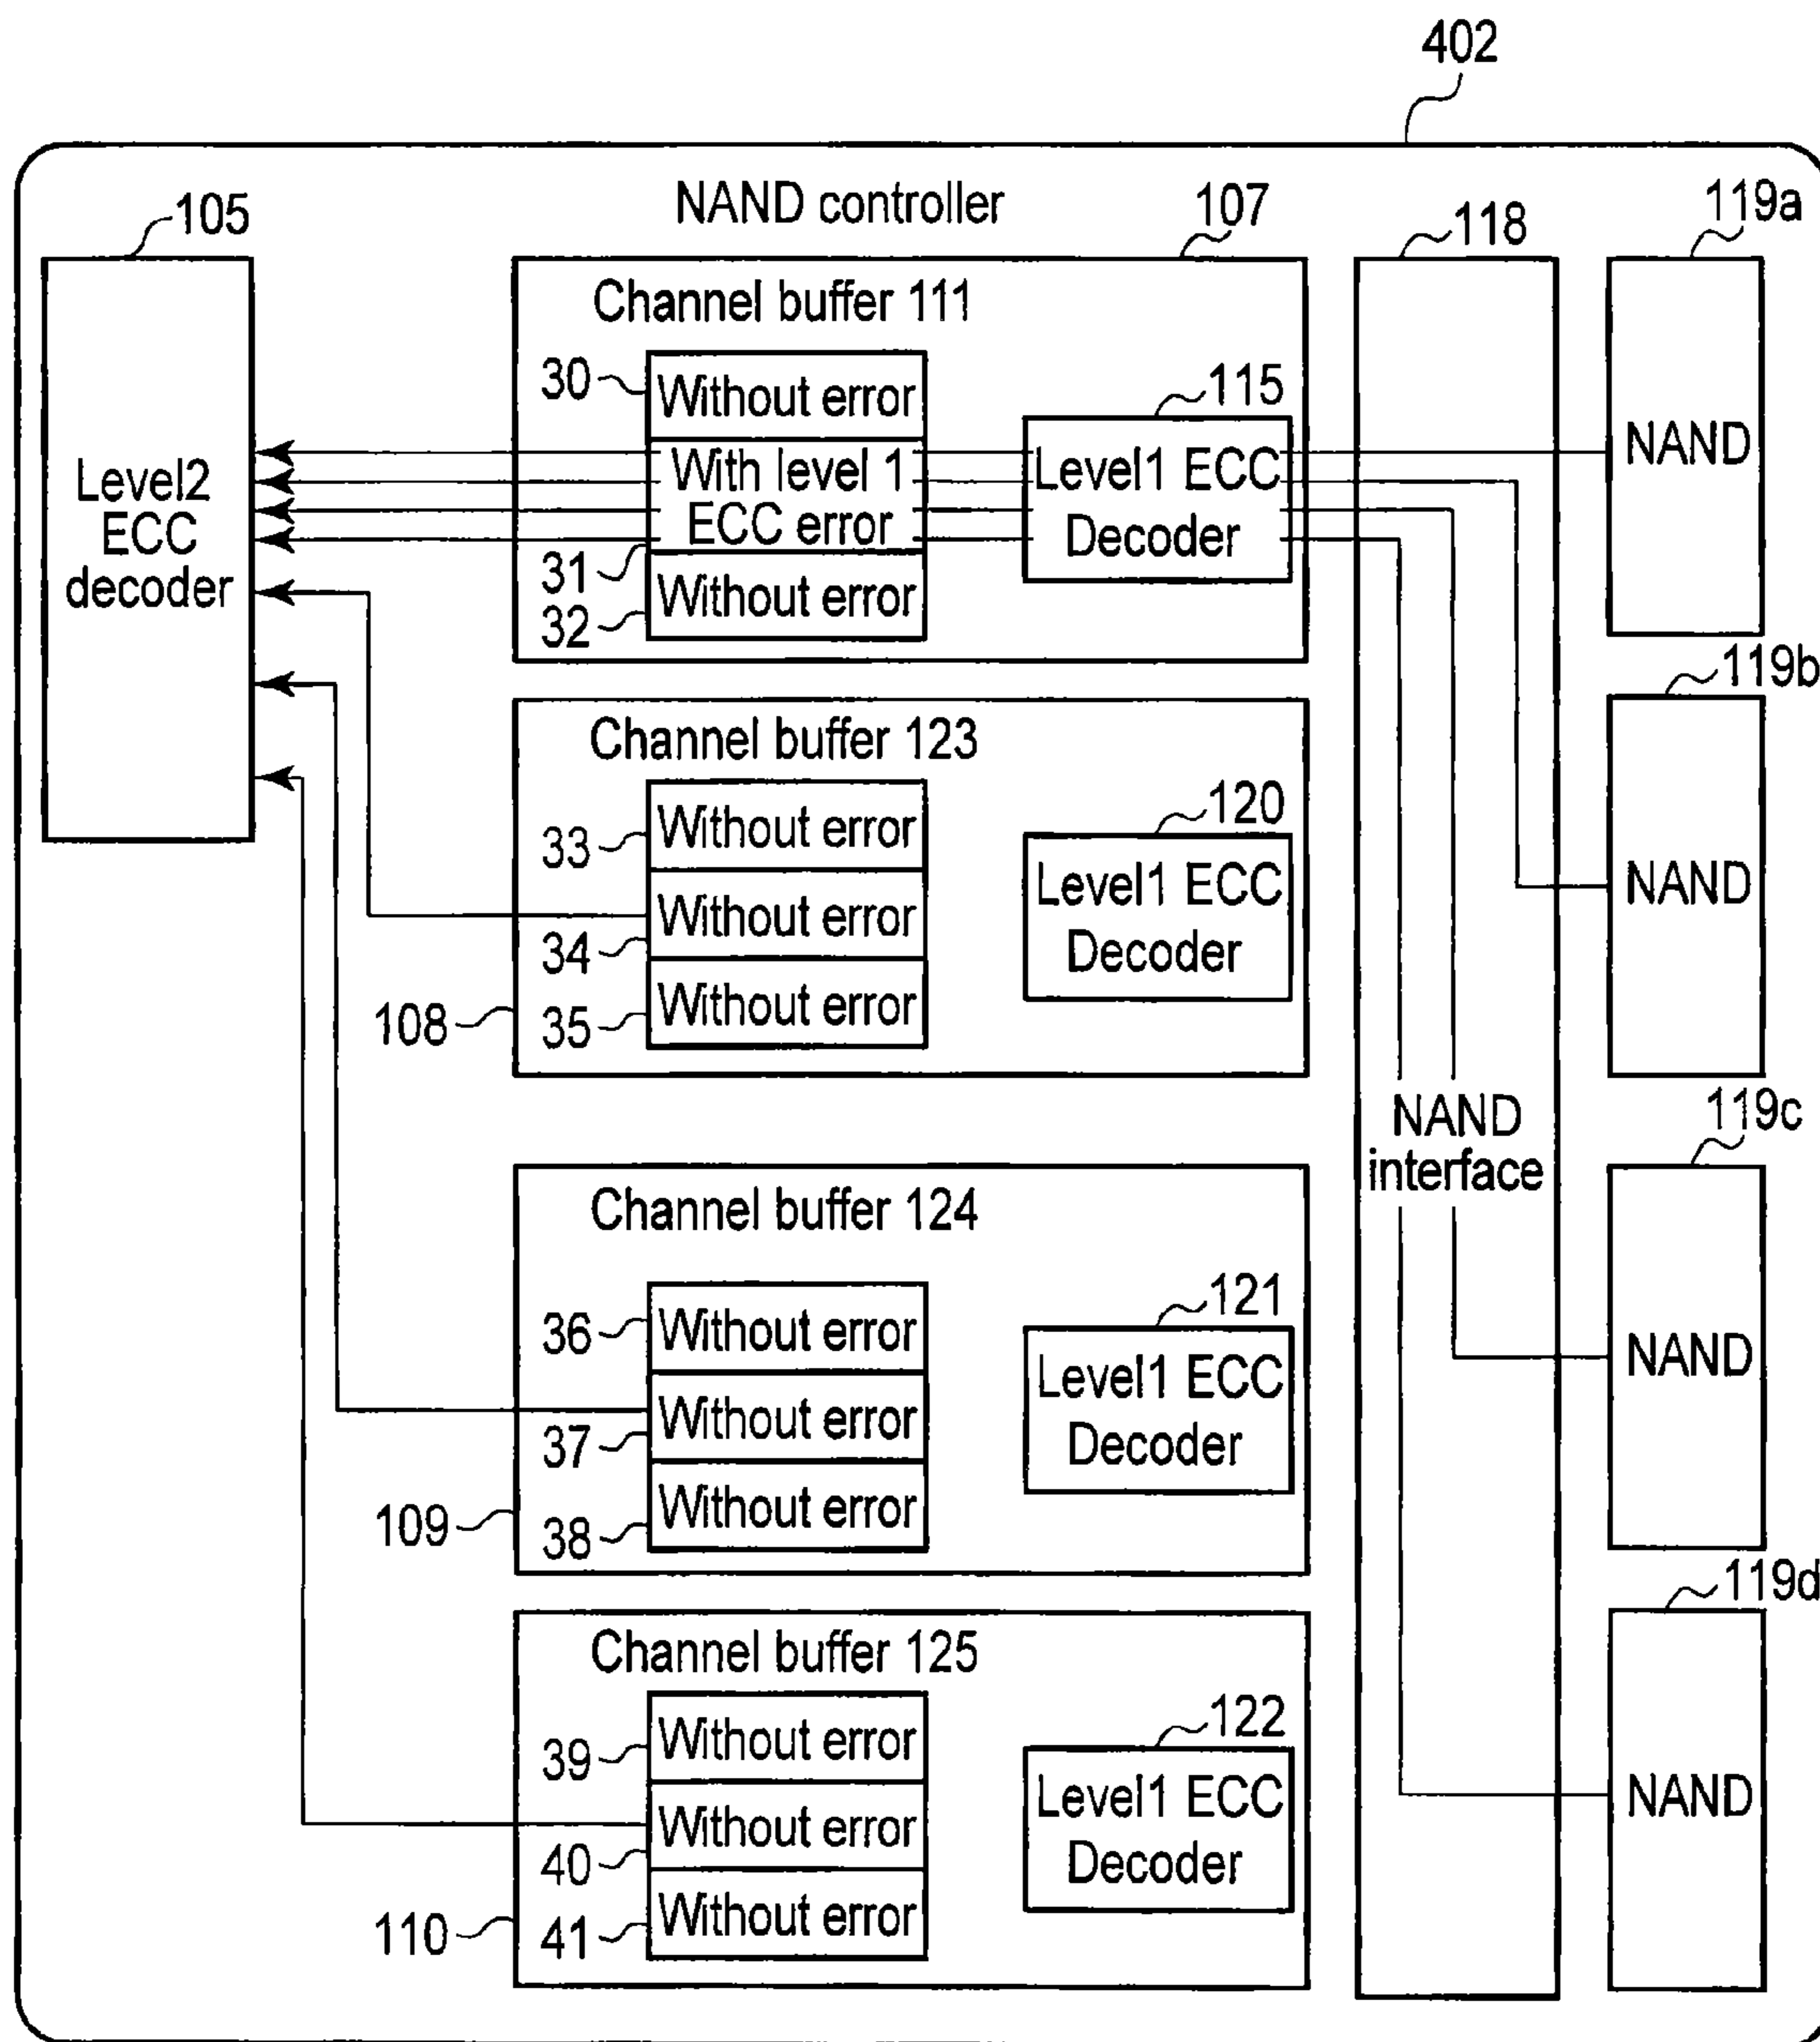 402
NAND controller
105
107
118
119a
Channel buffer 111
30
Without error
115
With level 1
ECC error
Level1 ECC
Decoder
NAND
Level2
ECC
decoder
31
32
Without error
119b
Channel buffer 123
33
Without error
120
Level1 ECC
Decoder
34
Without error
NAND
35
Without error
108
119c
NAND
interface
Channel buffer 124
36
Without error
121
Level1 ECC
Decoder
NAND
37
Without error
38
Without error
109
119d
Channel buffer 125
39
Without error
122
Level1 ECC
Decoder
NAND
40
Without error
41
Without error
110